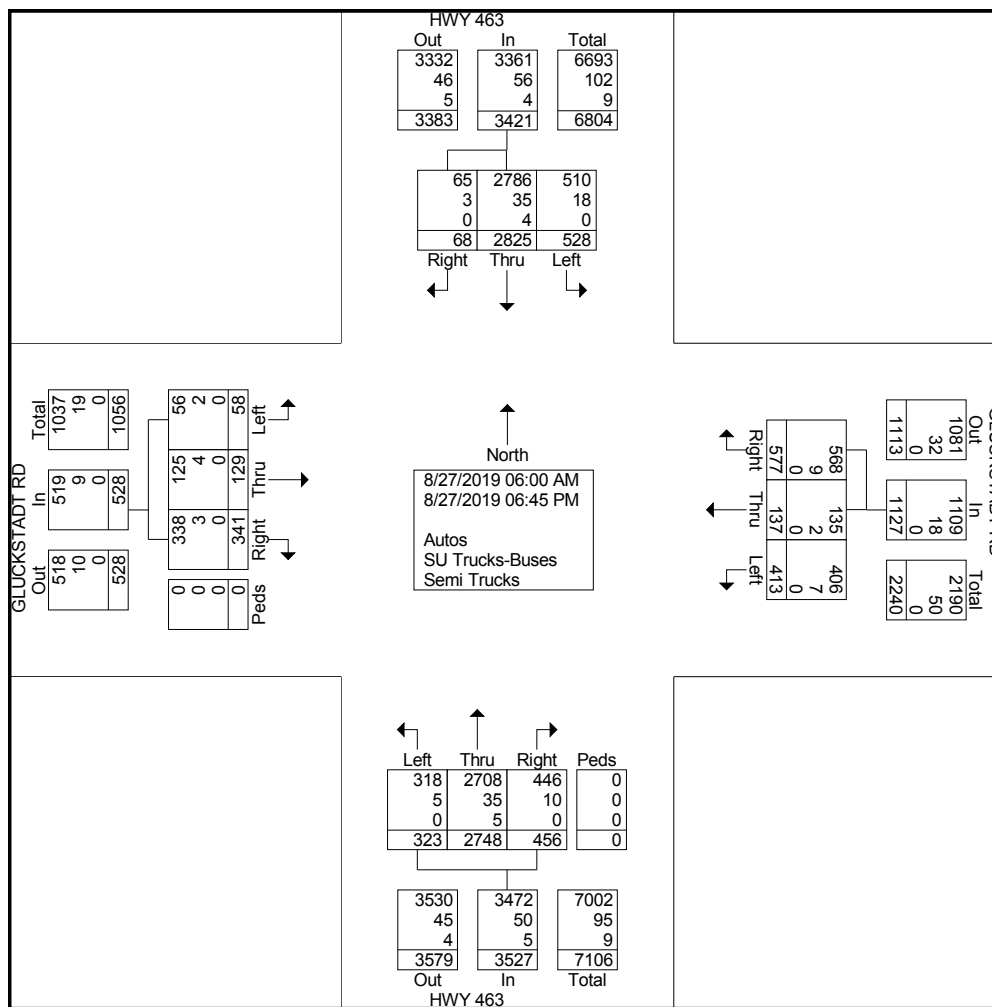 HWY 463
Out In Total
3332 3361 6693
46 56 102
5 4 9
3383 3421 6804
65 2786 510
3 35 18
0 4 0
68 2825 528
Right Thru Left
GLUCKSTADT RD
Total
1037 19 0 1056
In
519 9 0 528
Out
518 10 0 528
Left
56 2 0 58
Thru
125 4 0 129
Right
338 3 0 341
Peds
0 0 0 0
North
8/27/2019 06:00 AM
8/27/2019 06:45 PM
Autos
SU Trucks-Buses
Semi Trucks
Right
568 9 0 577
Thru
135 2 0 137
Left
406 7 0 413
Out
1081 32 0 1113
In
1109 18 0 1127
Total
2190 50 0 2240
Left Thru Right Peds
318 2708 446 0
5 35 10 0
0 5 0 0
323 2748 456 0
3530 3472 7002
45 50 95
4 5 9
3579 3527 7106
Out In Total
HWY 463